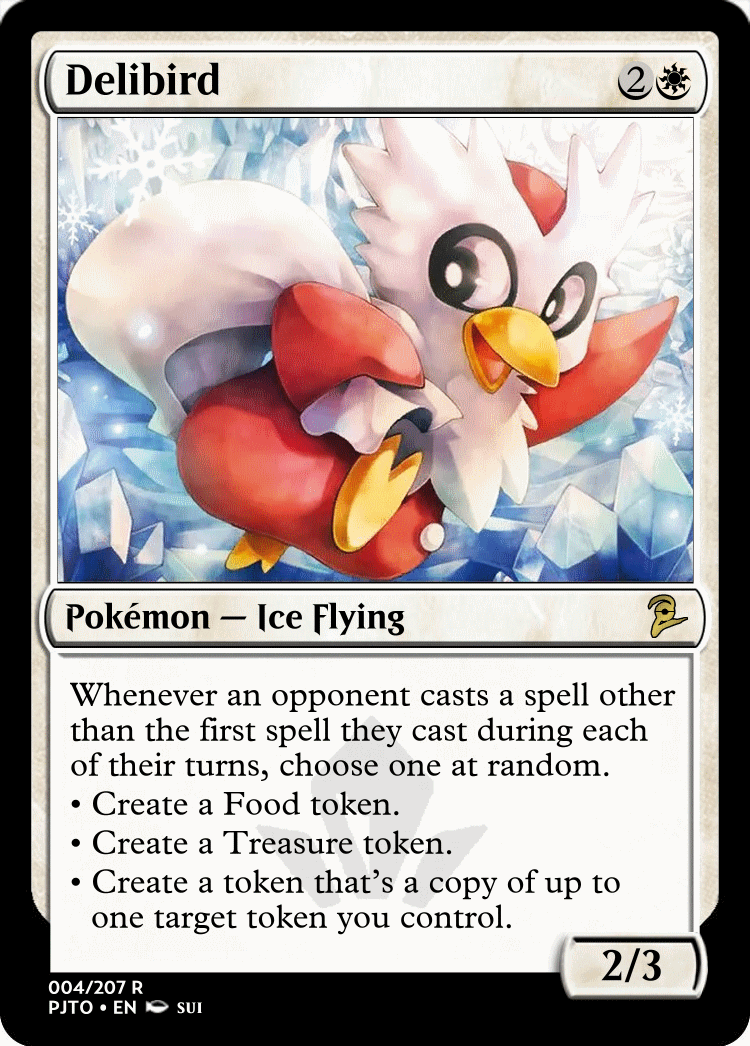 Delibird 2
Pokémon — Ice Flying
Whenever an opponent casts a spell other
than the first spell they cast during each
of their turns, choose one at random.
• Create a Food token.
• Create a Treasure token.
• Create a token that's a copy of up to
one target token you control.
2/3
004/207 R
PJTO • EN SUI